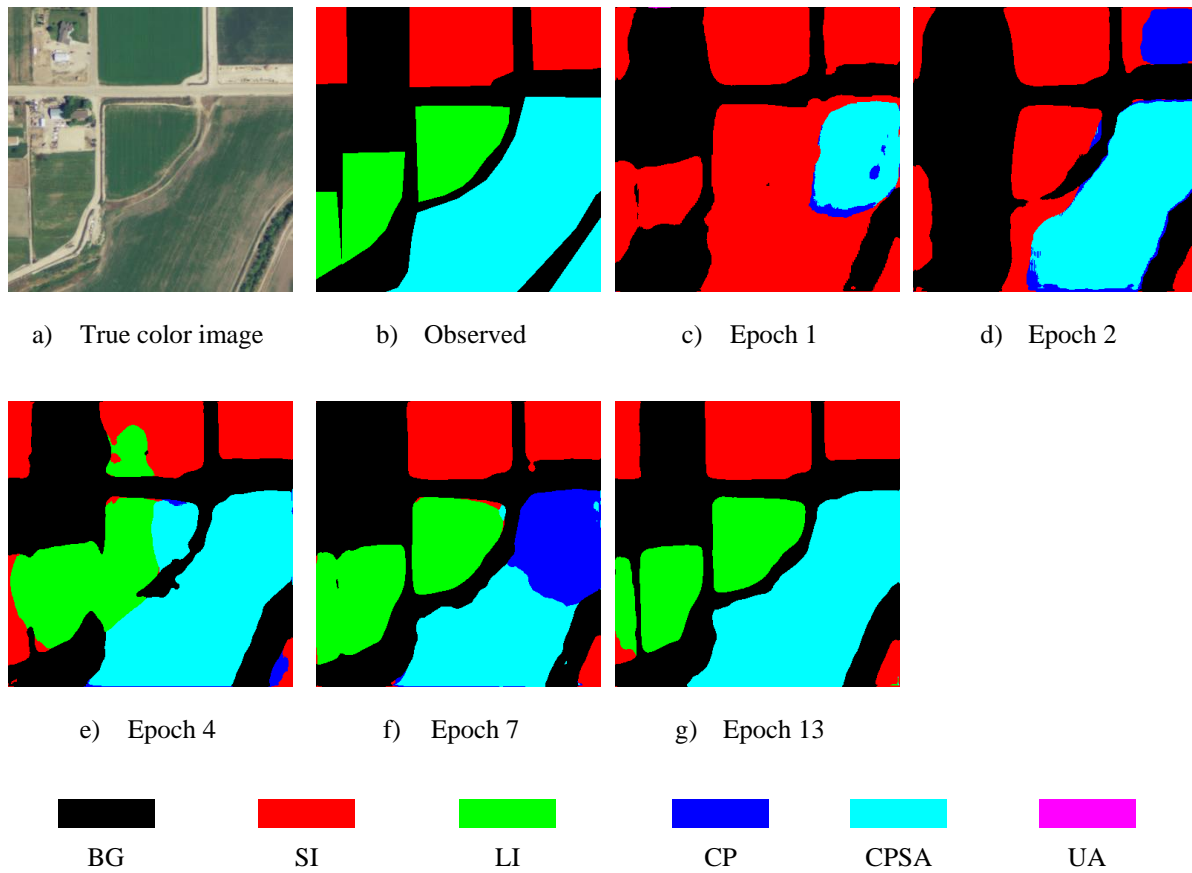 a) True color image
b) Observed
c) Epoch 1
d) Epoch 2
e) Epoch 4
f) Epoch 7
g) Epoch 13
BG
SI
LI
CP
CPSA
UA